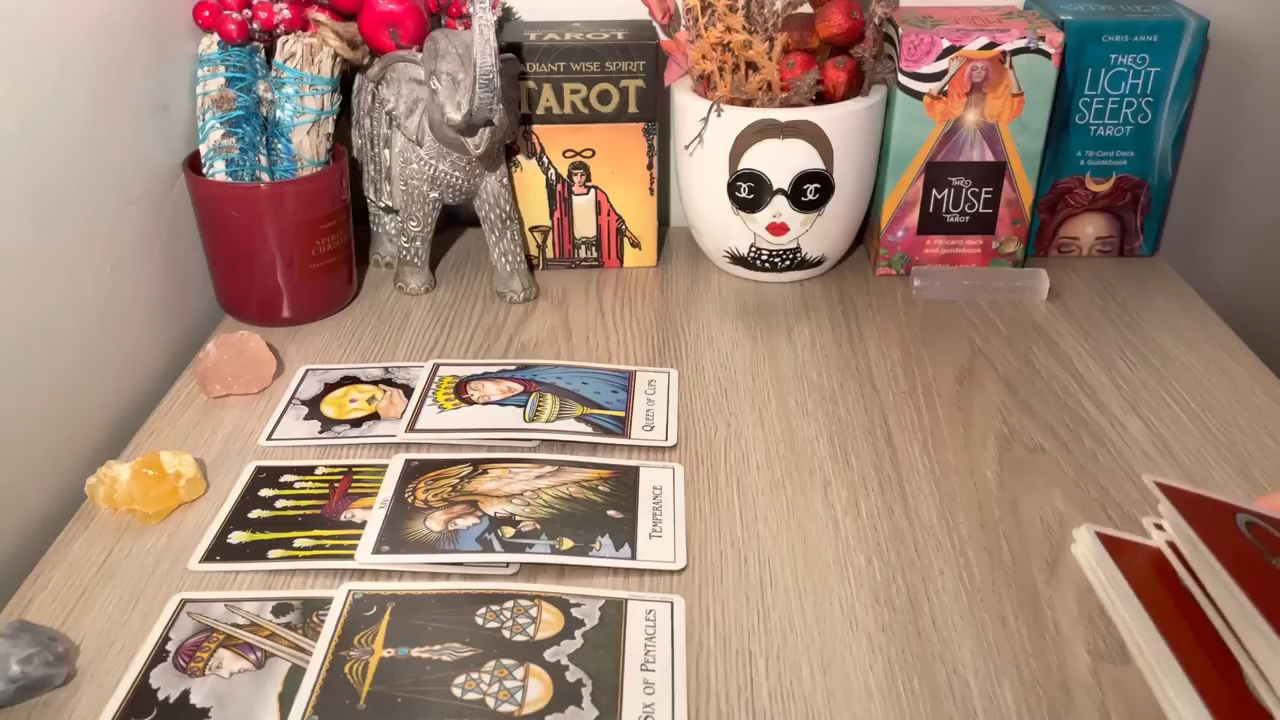 TAROT
RADIANT WISE SPIRIT
TAROT
THE
MUSE
TAROT
A 78-card deck
and guidebook
CHRIS-ANNE
THE
LIGHT
SEER'S
TAROT
A 78-Card Deck
& Guidebook
QUEEN OF CUPS
XIV
TEMPERANCE
SIX OF PENTACLES